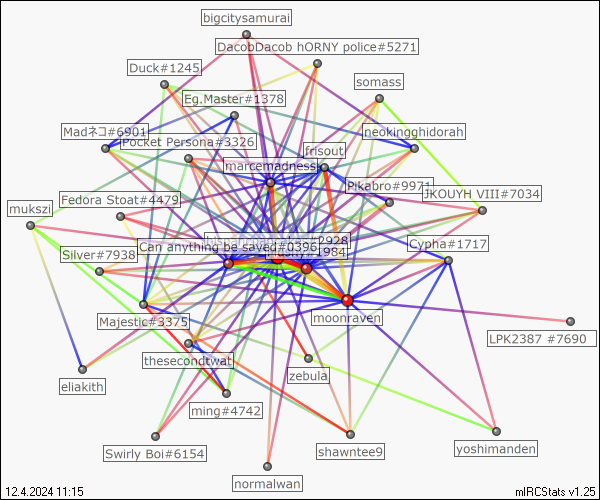 bigcitysamurai
DacobDacob hORNY police#5271
Duck#1245
somass
Eg.Master#1378
Madネコ#6901
neokingghidorah
Pocket Persona#3326
frisout
marcemadness
Pikabro#9971
JKOUYH VIII#7034
Fedora Stoat#4479
mukszi
2928
Can anything be saved#0396
1984
Cypha#1717
Silver#7938
moonraven
Majestic#3375
LPK2387 #7690
thesecondtwat
zebula
eliakith
ming#4742
Swirly Boi#6154
shawntee9
yoshimanden
normalwan
12.4.2024 11:15
mIRCStats v1.25